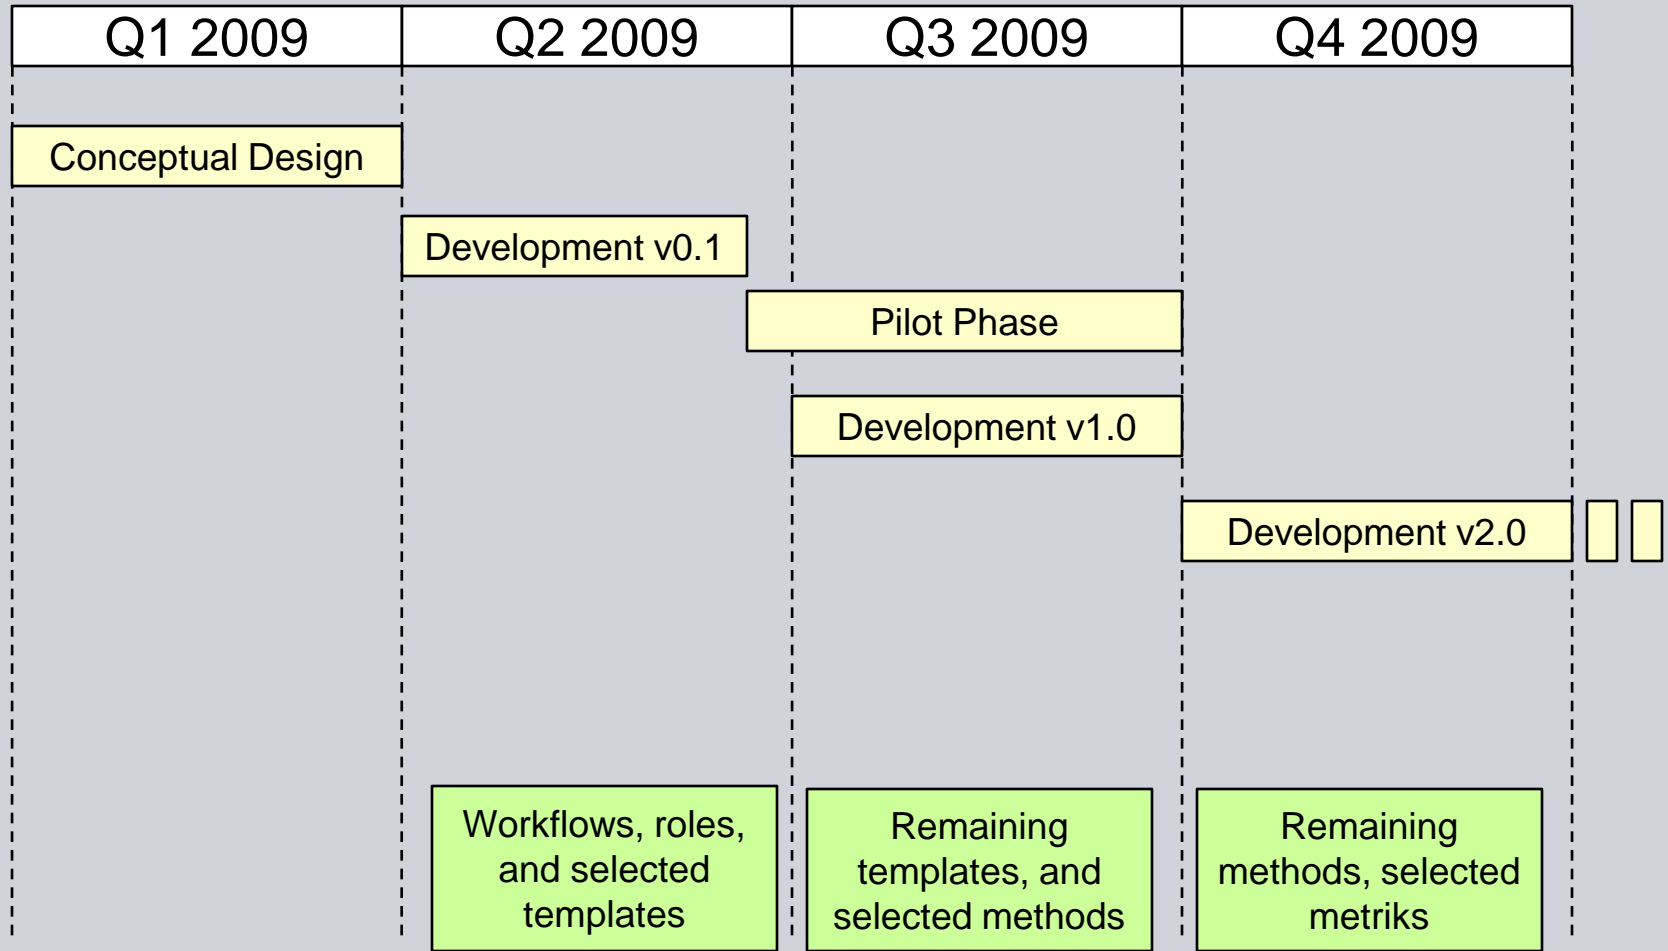 Q1 2009
Q2 2009
Q3 2009
Q4 2009
Conceptual Design
Development v0.1
Pilot Phase
Development v1.0
Development v2.0
Workflows, roles,
and selected
templates
Remaining
templates, and
selected methods
Remaining
methods, selected
metriks